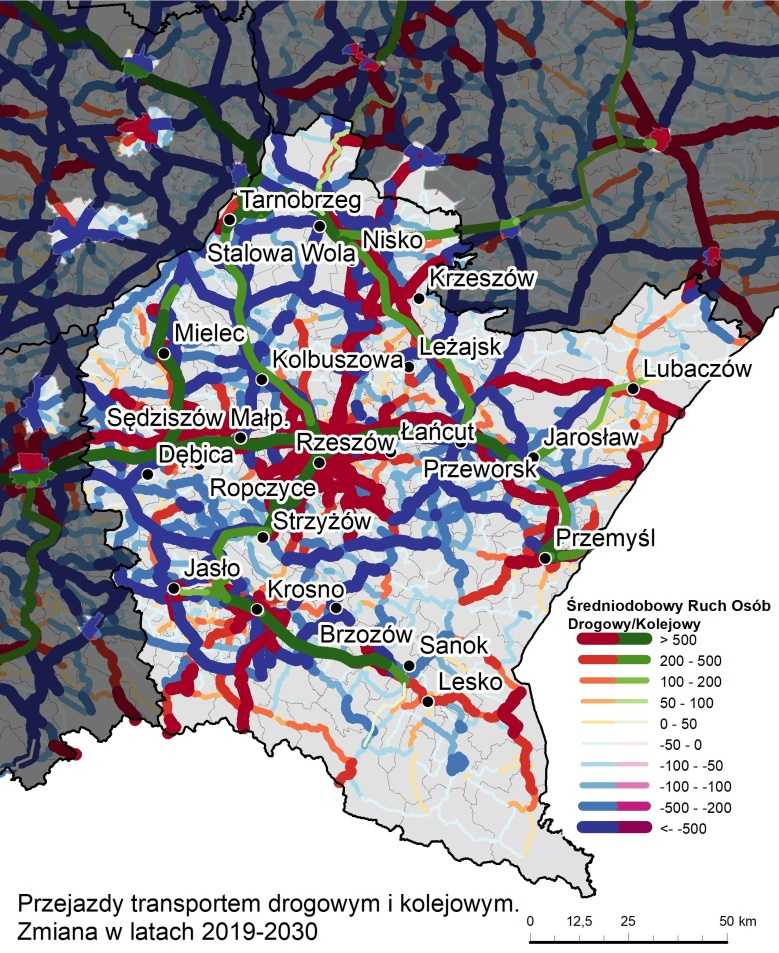 Tarnobrzeg
Stalowa Wola
Nisko
Krzeszów
Mielec
Kolbuszowa
Leżajsk
Lubaczów
Sędziszów Młp.
Rzeszów
Łańcut
Jarosław
Dębica
Przeworsk
Ropczyce
Strzyżów
Przemyśl
Jasło
Krosno
Brzozów
Sanok
Lesko
Średniodobowy Ruch Osób
Drogowy/Kolejowy
> 500
200 - 500
100 - 200
50 - 100
0 - 50
-50 - 0
-100 - -50
-100 - -100
-500 - -200
<- -500
Przejazdy transportem drogowym i kolejowym.
Zmiana w latach 2019-2030
0 12,5 25 50 km